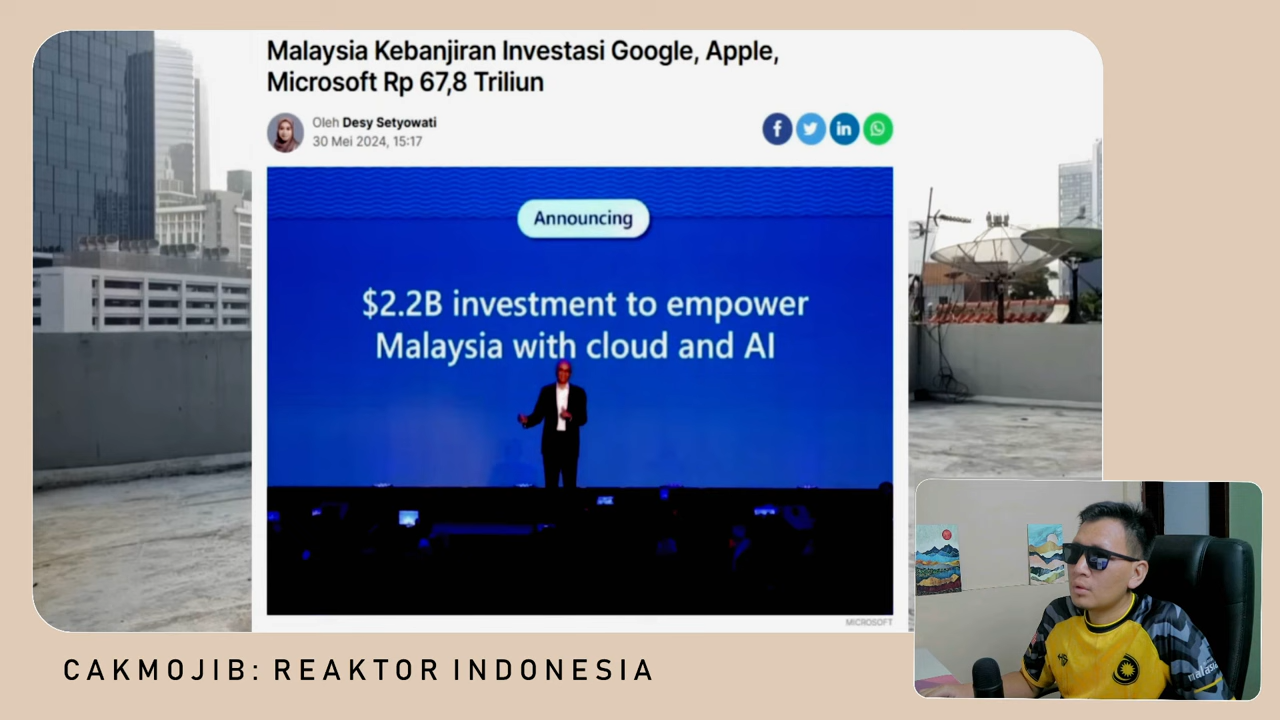 Malaysia Kebanjiran Investasi Google, Apple,
Microsoft Rp 67,8 Triliun
Oleh Desy Setyowati
30 Mei 2024, 15:17
Announcing
$2.2B investment to empower
Malaysia with cloud and AI
MICROSOFT
malaysia
CAKMOJIB: REAKTOR INDONESIA